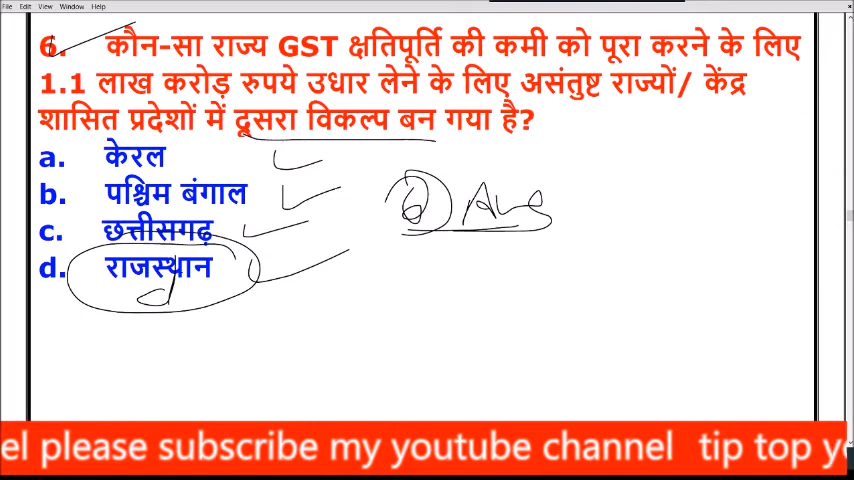 File Edit View Window Help
6. कौन-सा राज्य GST क्षतिपूर्ति की कमी को पूरा करने के लिए
1.1 लाख करोड़ रुपये उधार लेने के लिए असंतुष्ट राज्यों/ केंद्र
शासित प्रदेशों में दूसरा विकल्प बन गया है?
a. केरल
b. पश्चिम बंगाल
c. छत्तीसगढ़
d. राजस्थान
d
Ans
el please subscribe my youtube channel tip top yo